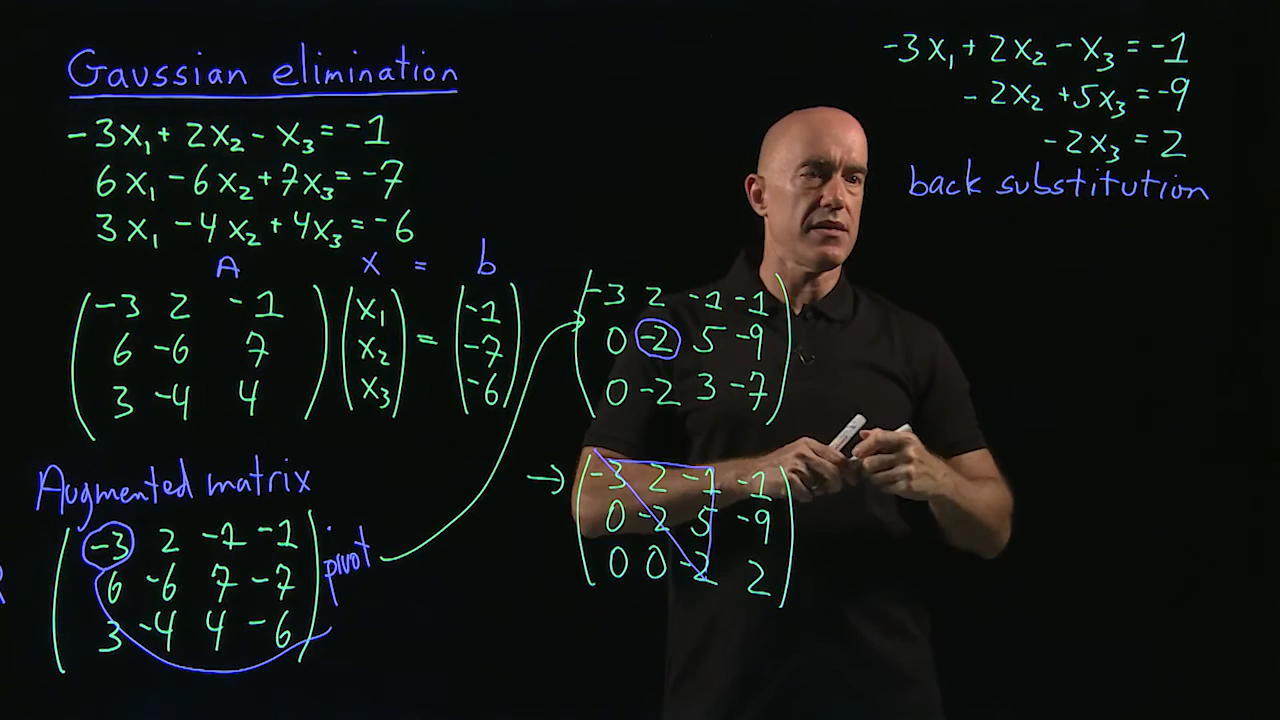 Gaussian elimination
-3x₁ + 2x₂ - x₃ = -1
6x₁ - 6x₂ + 7x₃ = -7
3x₁ - 4x₂ + 4x₃ = -6
A x = b
-3 2 -1 x₁ = -1
6 -6 7 x₂ -7
3 -4 4 x₃ -6
Augmented matrix
-3 2 -1 -1
6 -6 7 -7
3 -4 4 -6
pivot
-3 2 -1 -1
0 -2 5 -9
0 -2 3 -7
→ -3 2 -1 -1
0 -2 5 -9
0 0 -2 2
-3x₁ + 2x₂ - x₃ = -1
-2x₂ + 5x₃ = -9
-2x₃ = 2
back substitution